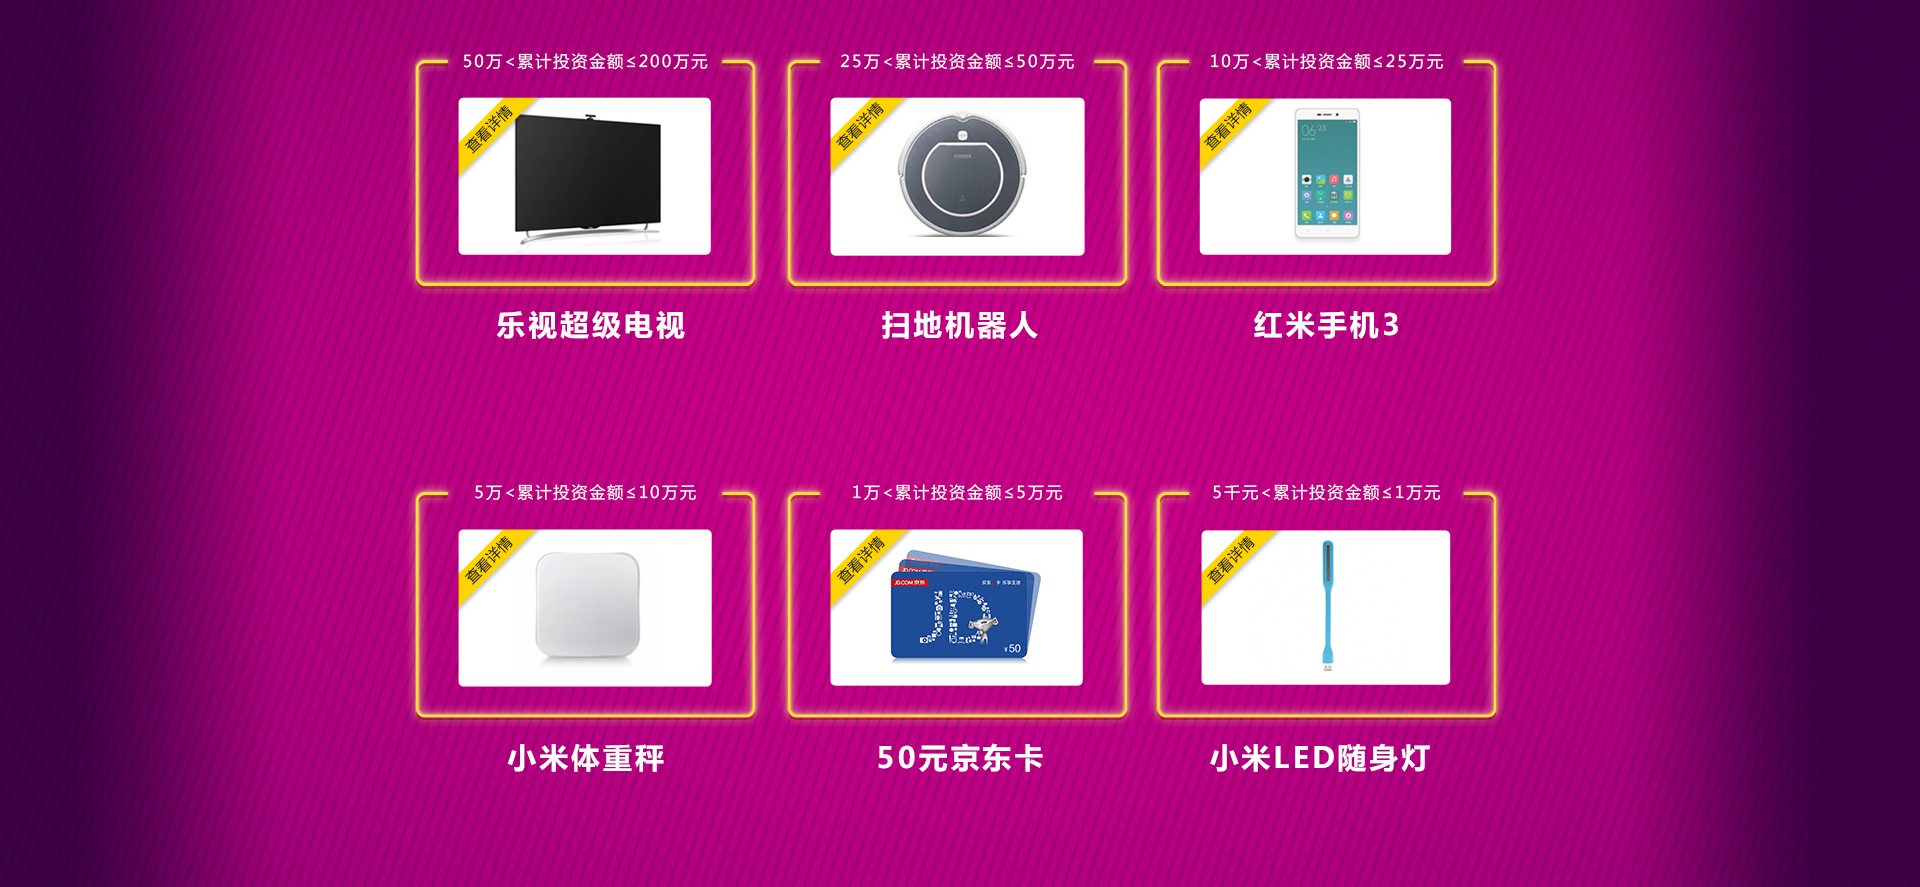 50万<累计投资金额≤200万元
25万<累计投资金额≤50万元
10万<累计投资金额≤25万元
查看详情
查看详情
查看详情
06:23
乐视超级电视
扫地机器人
红米手机3
5万<累计投资金额≤10万元
1万<累计投资金额≤5万元
5千元<累计投资金额≤1万元
查看详情
查看详情
查看详情
JD.COM 京东
JD
¥50
小米体重秤
50元京东卡
小米LED随身灯